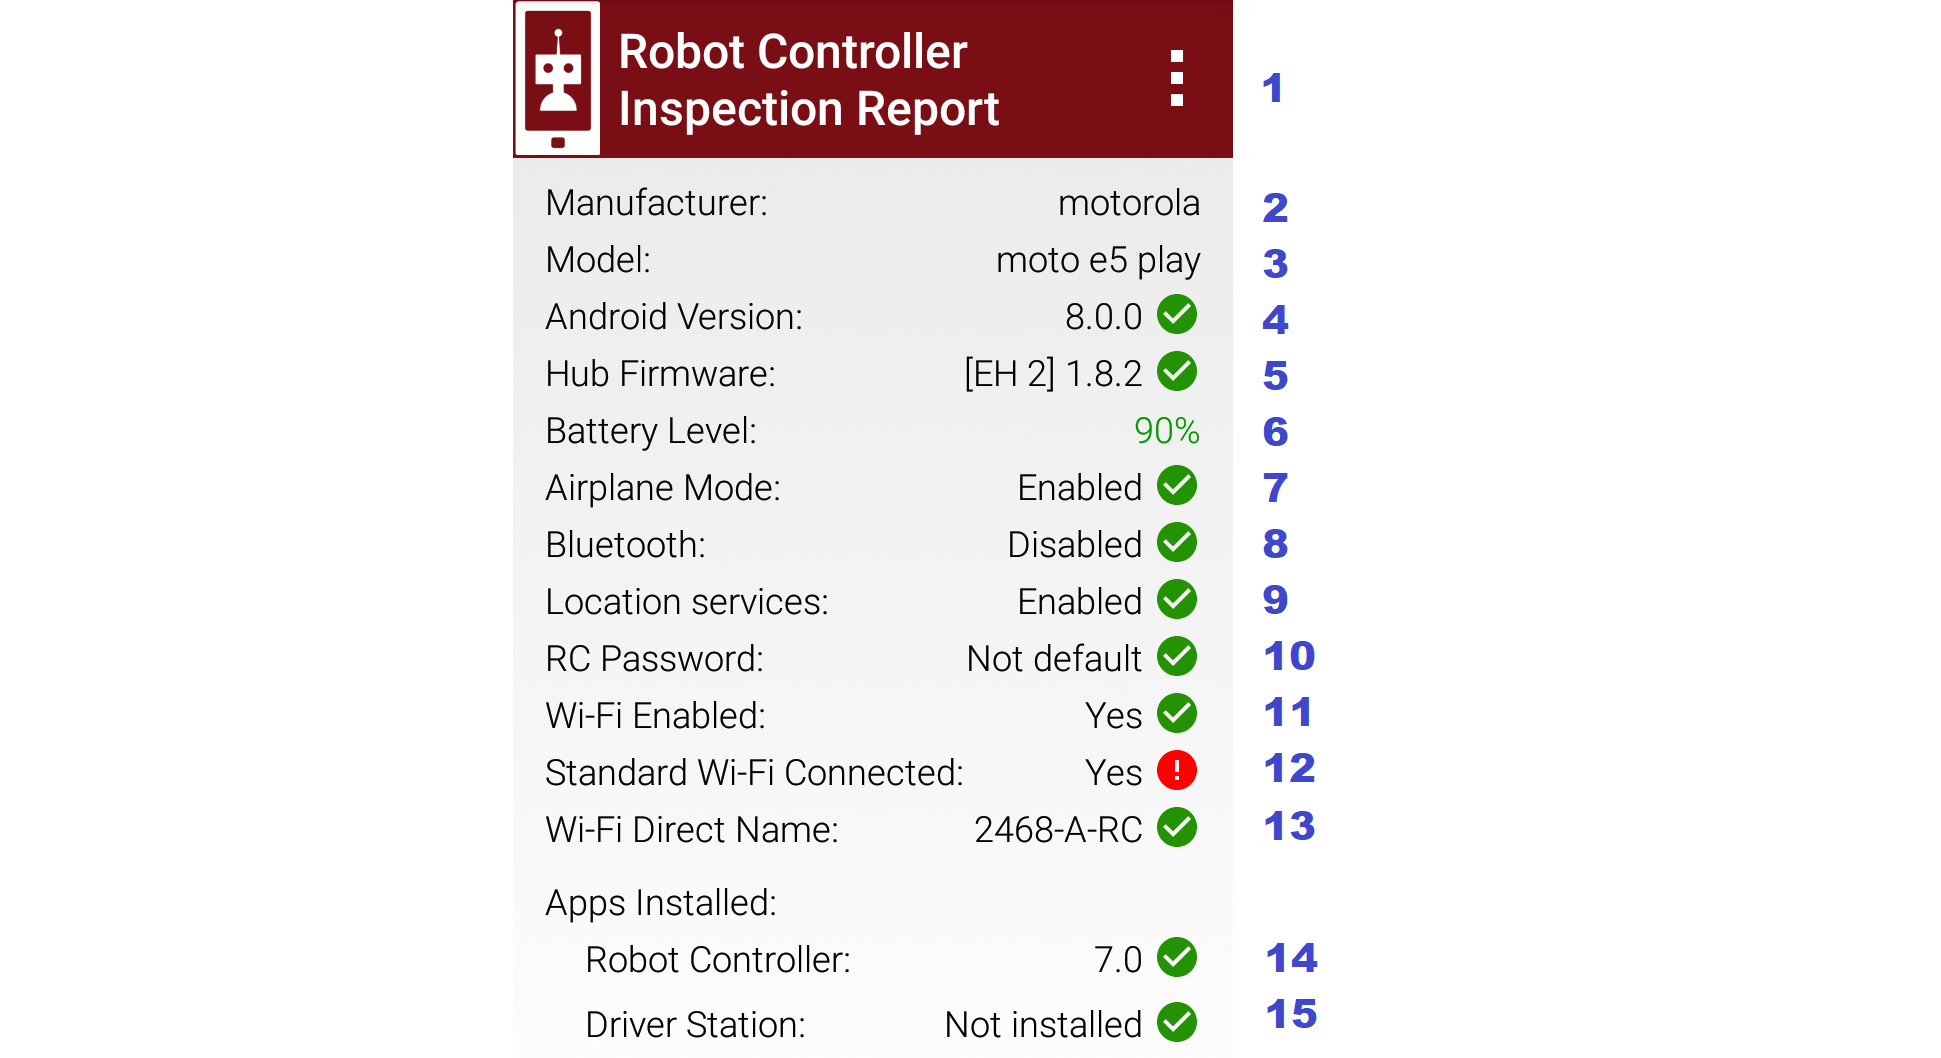 Robot Controller
Inspection Report 1
Manufacturer: motorola 2
Model: moto e5 play 3
Android Version: 8.0.0 4
Hub Firmware: [EH 2] 1.8.2 5
Battery Level: 90% 6
Airplane Mode: Enabled 7
Bluetooth: Disabled 8
Location services: Enabled 9
RC Password: Not default 10
Wi-Fi Enabled: Yes 11
Standard Wi-Fi Connected: Yes 12
Wi-Fi Direct Name: 2468-A-RC 13
Apps Installed:
Robot Controller: 7.0 14
Driver Station: Not installed 15